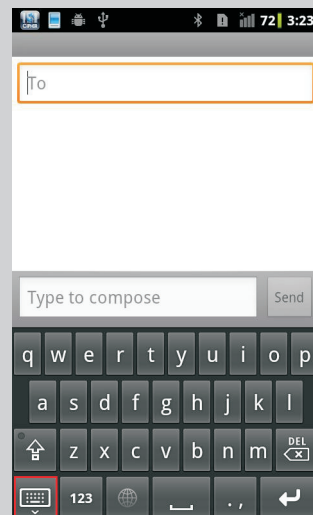 72 3:23
To
Type to compose Send
q w e r t y u i o p
a s d f g h j k l
z x c v b n m DEL
123 . ,